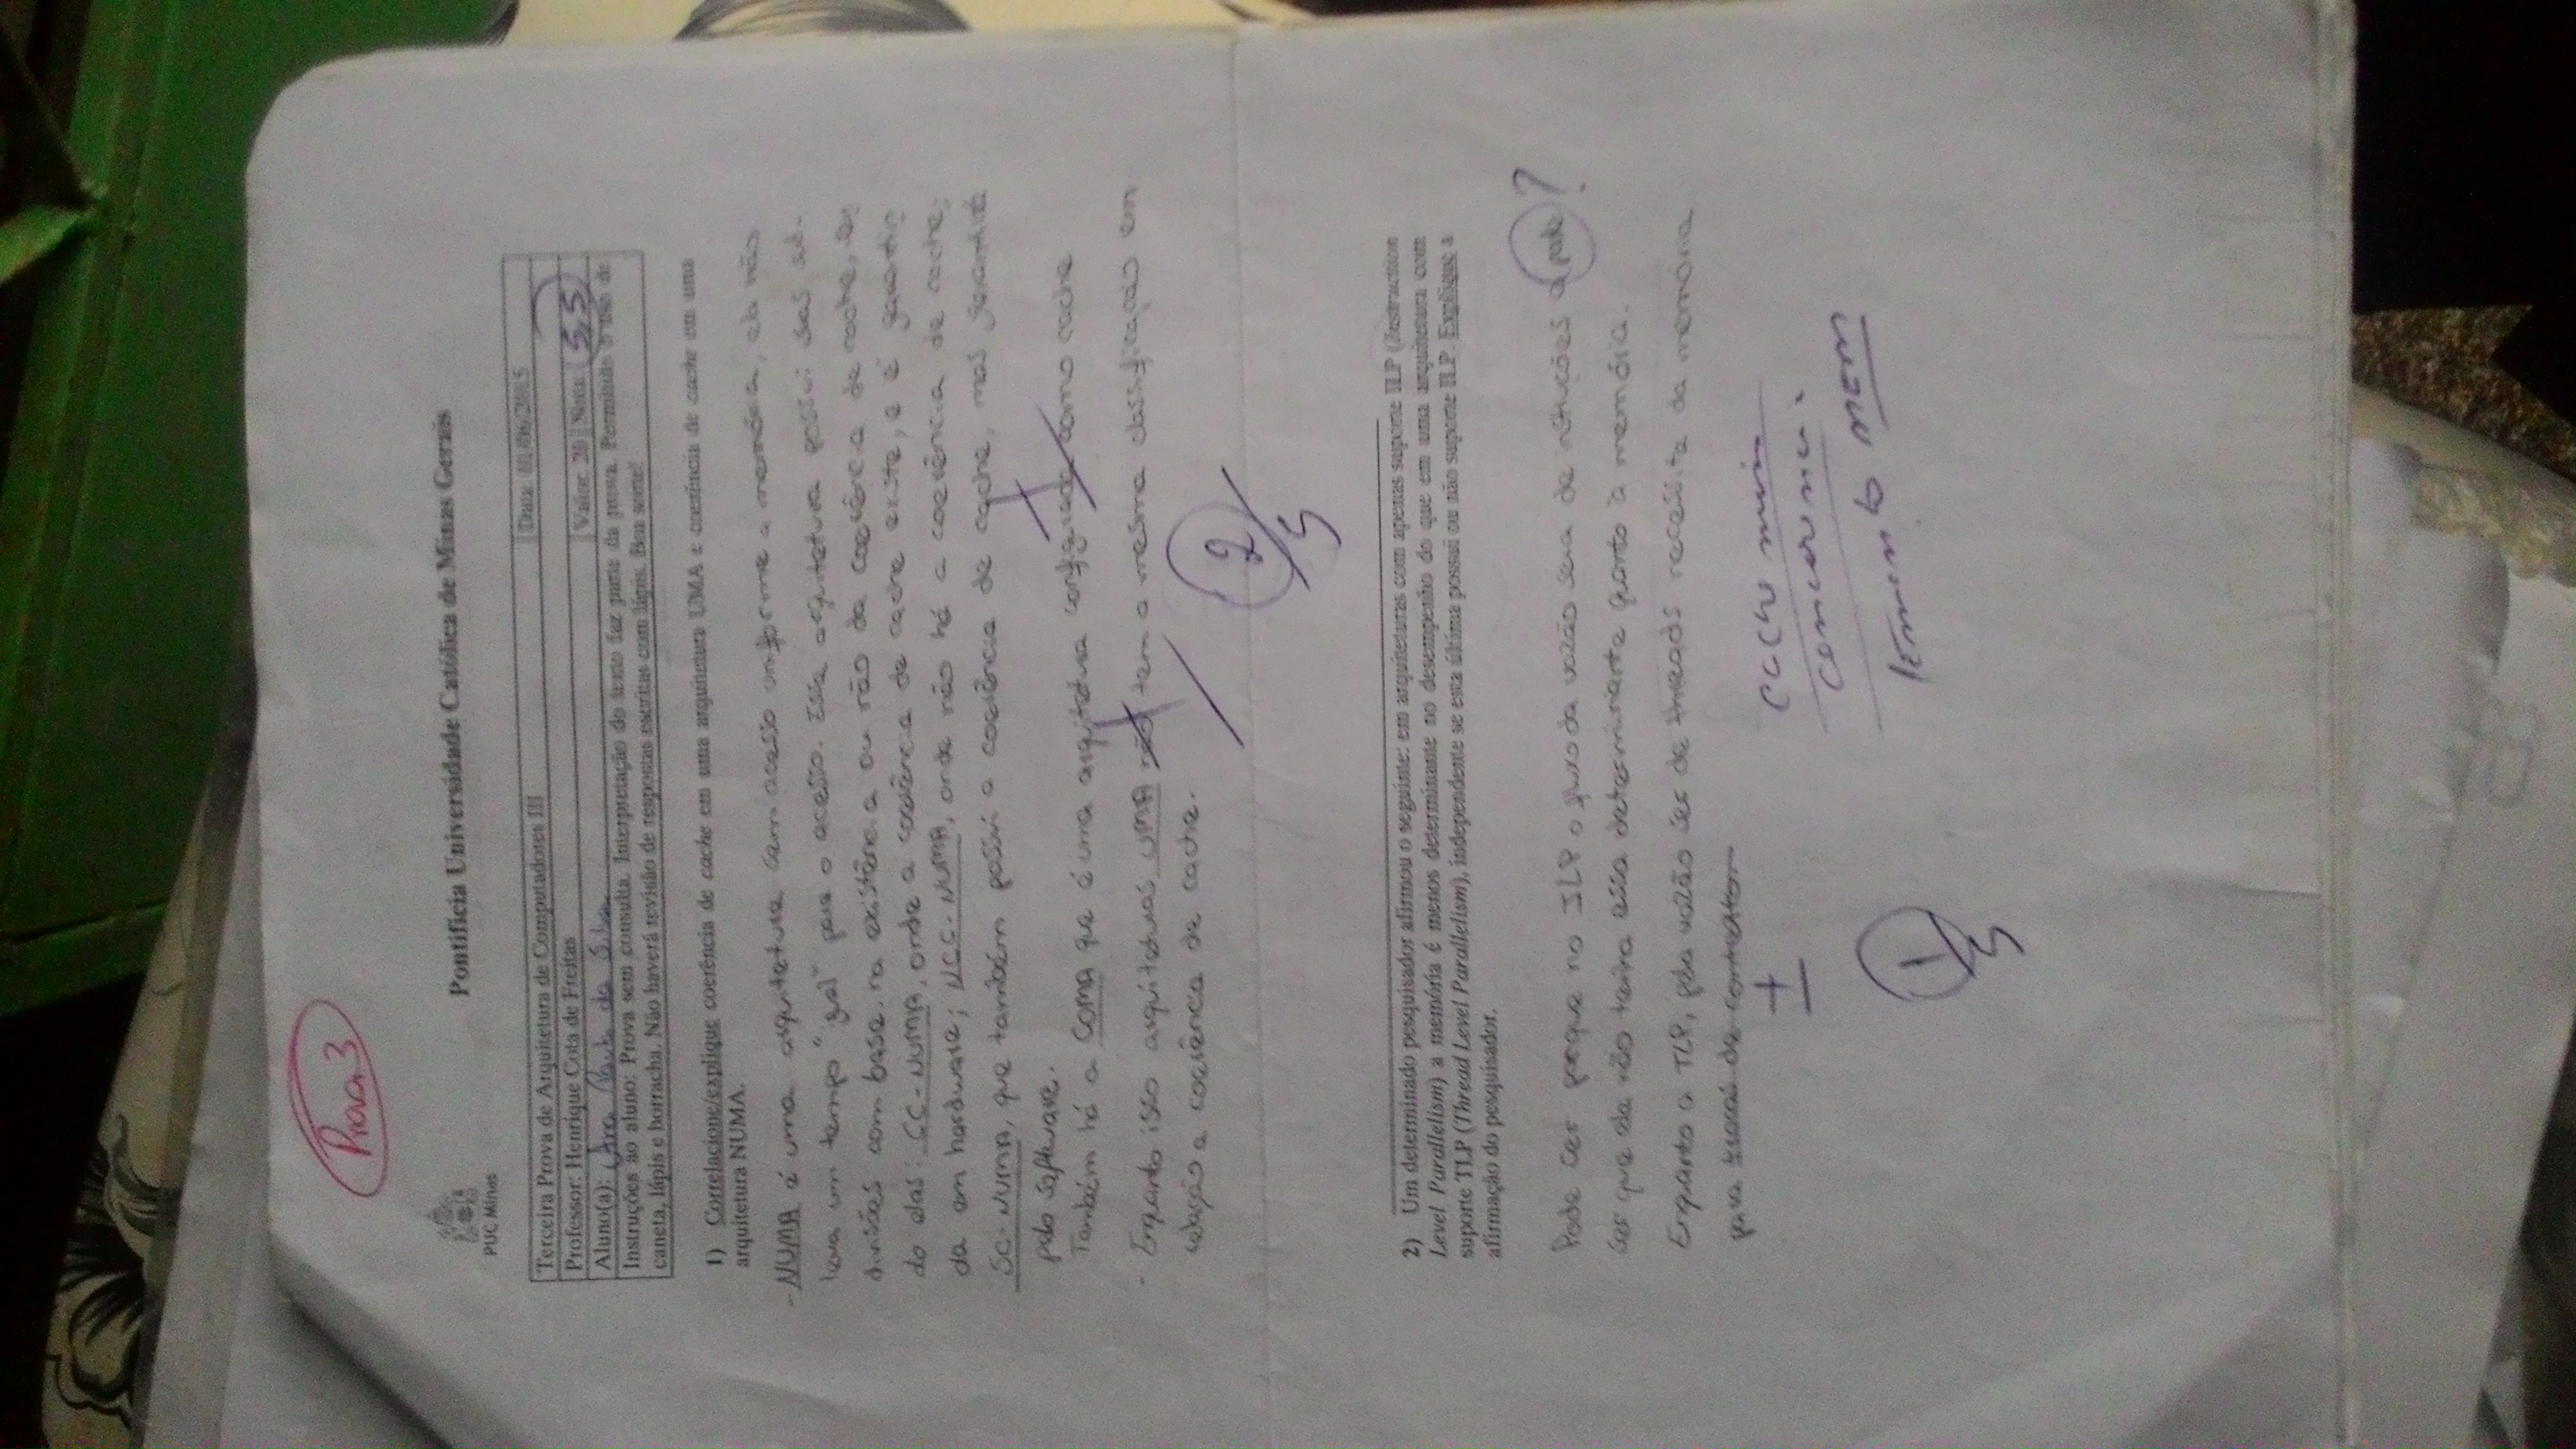 Prova 3
PUC Minas
Pontifícia Universidade Católica de Minas Gerais
Terceira Prova de Arquitetura de Computadores III
Data: 01/06/2015
Professor: Henrique Cota de Freitas
Aluno(a): Ana Paula da Silva
Valor: 20 Nota: 5,5
Instruções ao aluno: Prova sem consulta. Interpretação do texto faz parte da prova. Permitido o uso de
caneta, lápis e borracha. Não haverá revisão de respostas escritas com lápis. Boa sorte!
1) Correlacione/explique coerência de cache em uma arquitetura UMA e coerência de cache em uma
arquitetura NUMA.
- NUMA é uma arquitetura sem acesso uniforme a memória, ela não
leva um tempo "igual" para o acesso. Essa arquitetura possui suas sub-
divisões com base na existência ou não da coerência de cache,
do elas: CC-NUMA, onde a coerência de cache existe, e é garanti
da em hardware; NCC-NUMA, onde não há a coerência de cache;
SC-NUMA, que também possui a coerência de cache, mas garantida
pelo software.
Também há a COMA que é uma arquitetura configurada como cache
- Enquanto isso arquiteturas UMA não tem a mesma classificação em
relação a coerência de cache.
2/5
2) Um determinado pesquisador afirmou o seguinte: em arquiteturas com apenas suporte ILP (Instruction
Level Parallelism) a memória é menos determinante no desempenho do que em uma arquitetura com
suporte TLP (Thread Level Parallelism), independente se esta última possui ou não suporte ILP. Explique a
afirmação do pesquisador.
Pode ser porque no ILP o fluxo da vazão sera de instruções e pode ?
ser que ela não tenha essa determinante quanto à memória.
Enquanto a TLP, pela vazão ser de threads necessita da memória
para trocas de contexto
+
-
cache mais
1/5
mem